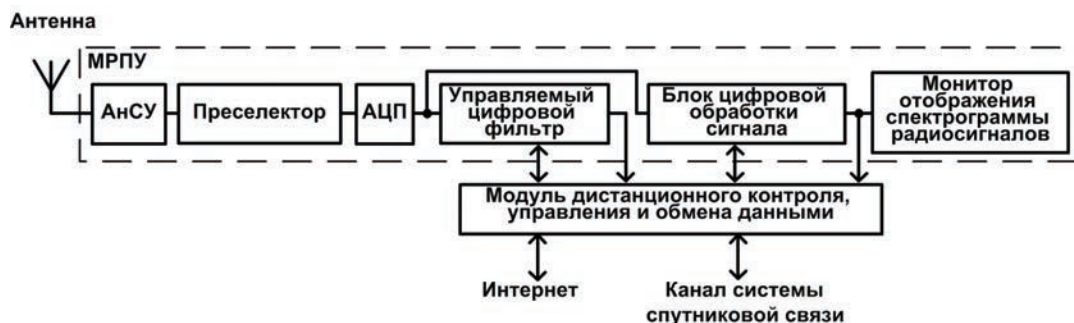 Антенна
МРПУ
АнСУ
Преселектор
АЦП
Управляемый
цифровой
фильтр
Блок цифровой
обработки
сигнала
Монитор
отображения
спектрограммы
радиосигналов
Модуль дистанционного контроля,
управления и обмена данными
Интернет
Канал системы
спутниковой связи